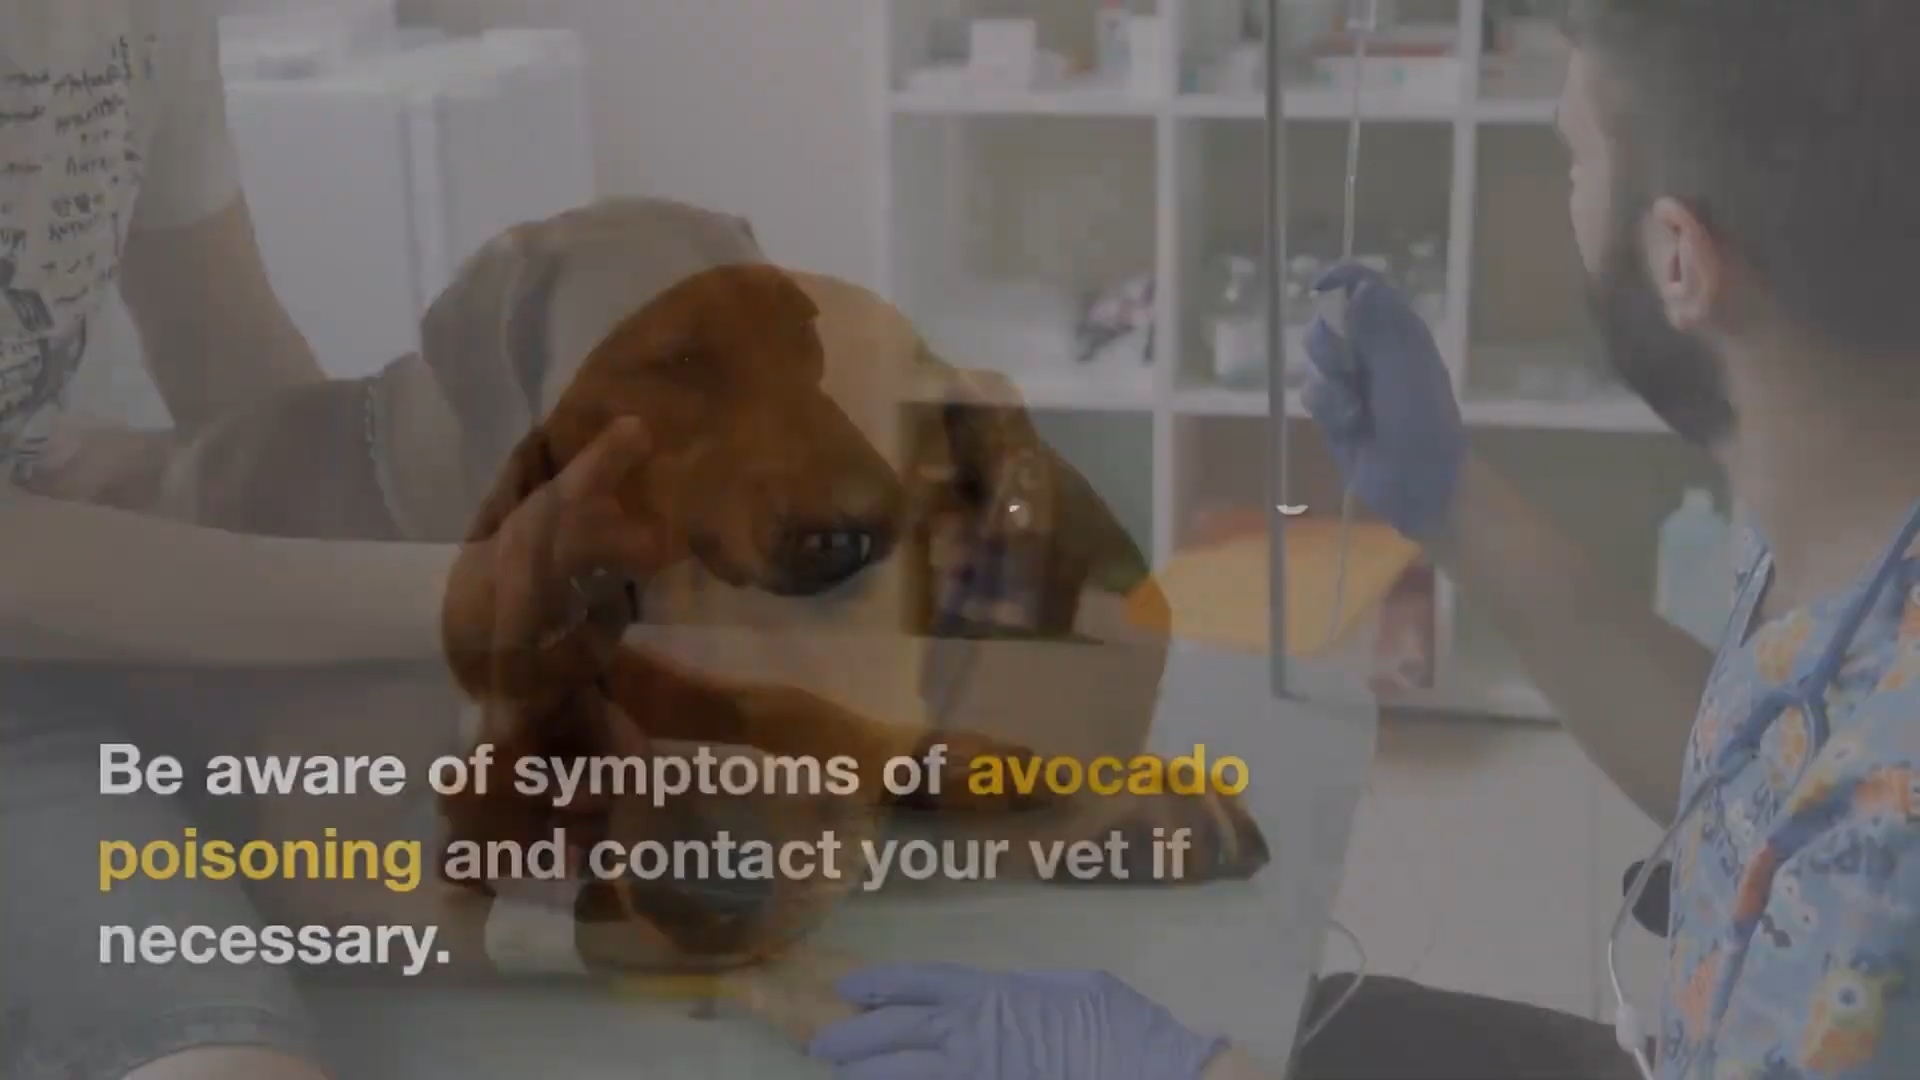 Be aware of symptoms of avocado
poisoning and contact your vet if
necessary.